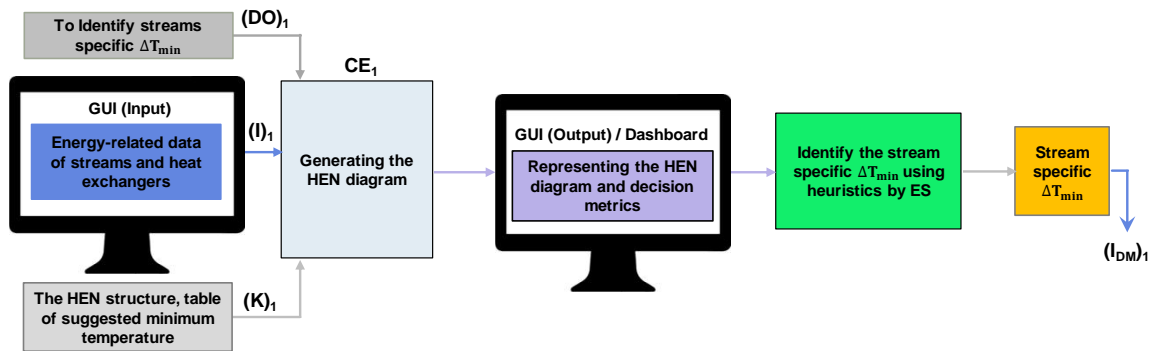 To Identify streams
specific ΔTmin
(DO)1
CE1
GUI (Input)
Energy-related data
of streams and heat
exchangers
(I)1
Generating the
HEN diagram
GUI (Output) / Dashboard
Representing the HEN
diagram and decision
metrics
Identify the stream
specific ΔTmin using
heuristics by ES
Stream
specific
ΔTmin
(IDM)1
The HEN structure, table
of suggested minimum
temperature
(K)1